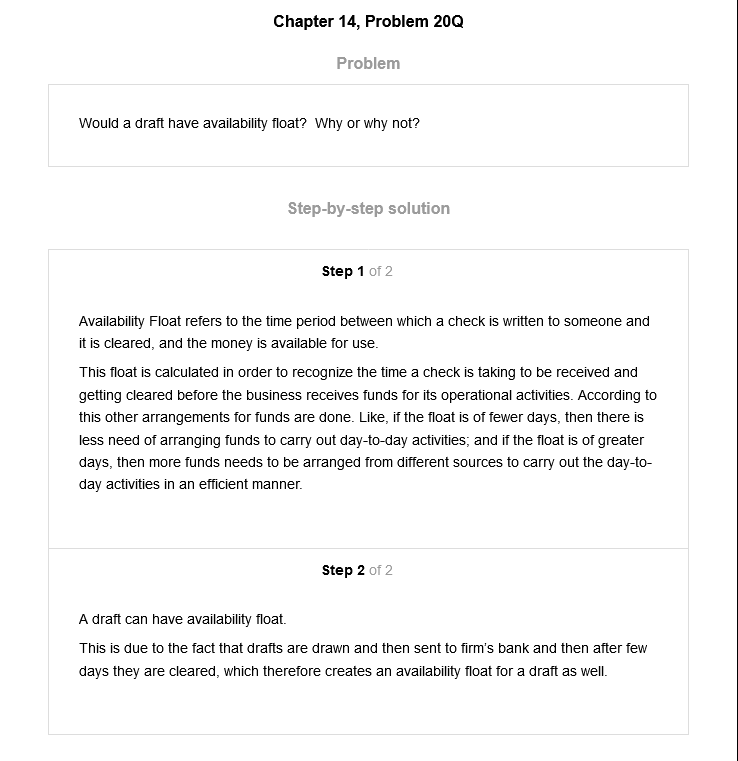 Chapter 14, Problem 20Q
Problem
Would a draft have availability float?  Why or why not?
Step-by-step solution
Step 1 of 2
Availability Float refers to the time period between which a check is written to someone and
it is cleared, and the money is available for use.
This float is calculated in order to recognize the time a check is taking to be received and
getting cleared before the business receives funds for its operational activities. According to
this other arrangements for funds are done. Like, if the float is of fewer days, then there is
less need of arranging funds to carry out day-to-day activities; and if the float is of greater
days, then more funds needs to be arranged from different sources to carry out the day-to-
day activities in an efficient manner.
Step 2 of 2
A draft can have availability float.
This is due to the fact that drafts are drawn and then sent to firm's bank and then after few
days they are cleared, which therefore creates an availability float for a draft as well.